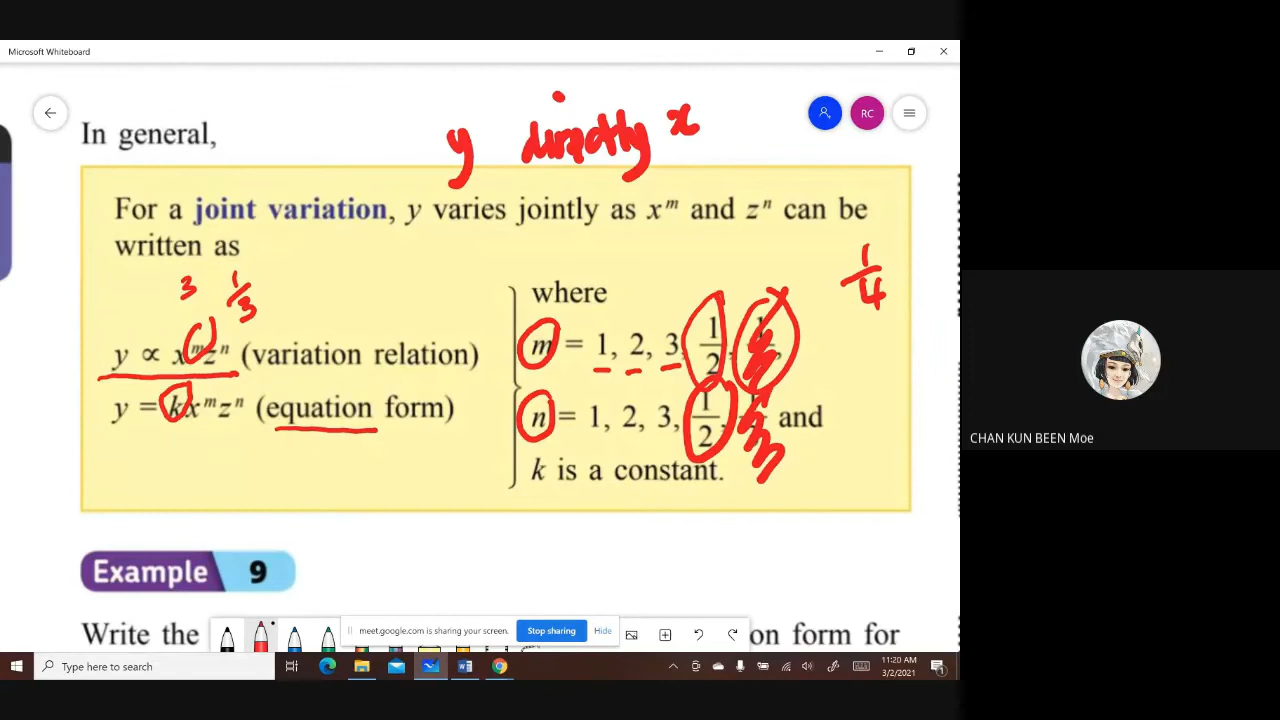 Microsoft Whiteboard
In general,
y directly x
RC
For a joint variation, y varies jointly as xᵐ and zⁿ can be
written as
3 1/3
1/4
where
y ∝ xᵐzⁿ (variation relation)
m = 1, 2, 3, 1/2,
y = kxᵐzⁿ (equation form)
n = 1, 2, 3, 1/2, and
k is a constant.
CHAN KUN BEEN Moe
Example 9
Write the
on form for
meet.google.com is sharing your screen. Stop sharing Hide
Type here to search
11:20 AM
3/2/2021